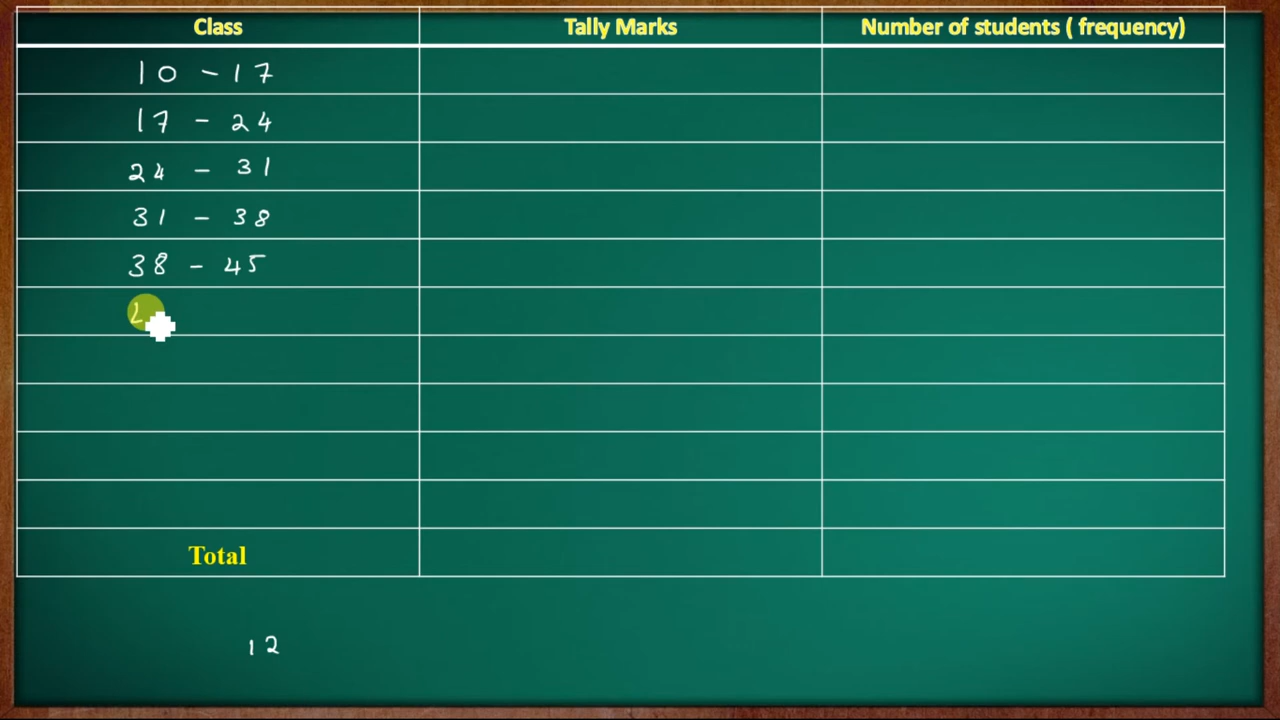 Class Tally Marks Number of students ( frequency)
10 - 17
17 - 24
24 - 31
31 - 38
38 - 45
Total
12